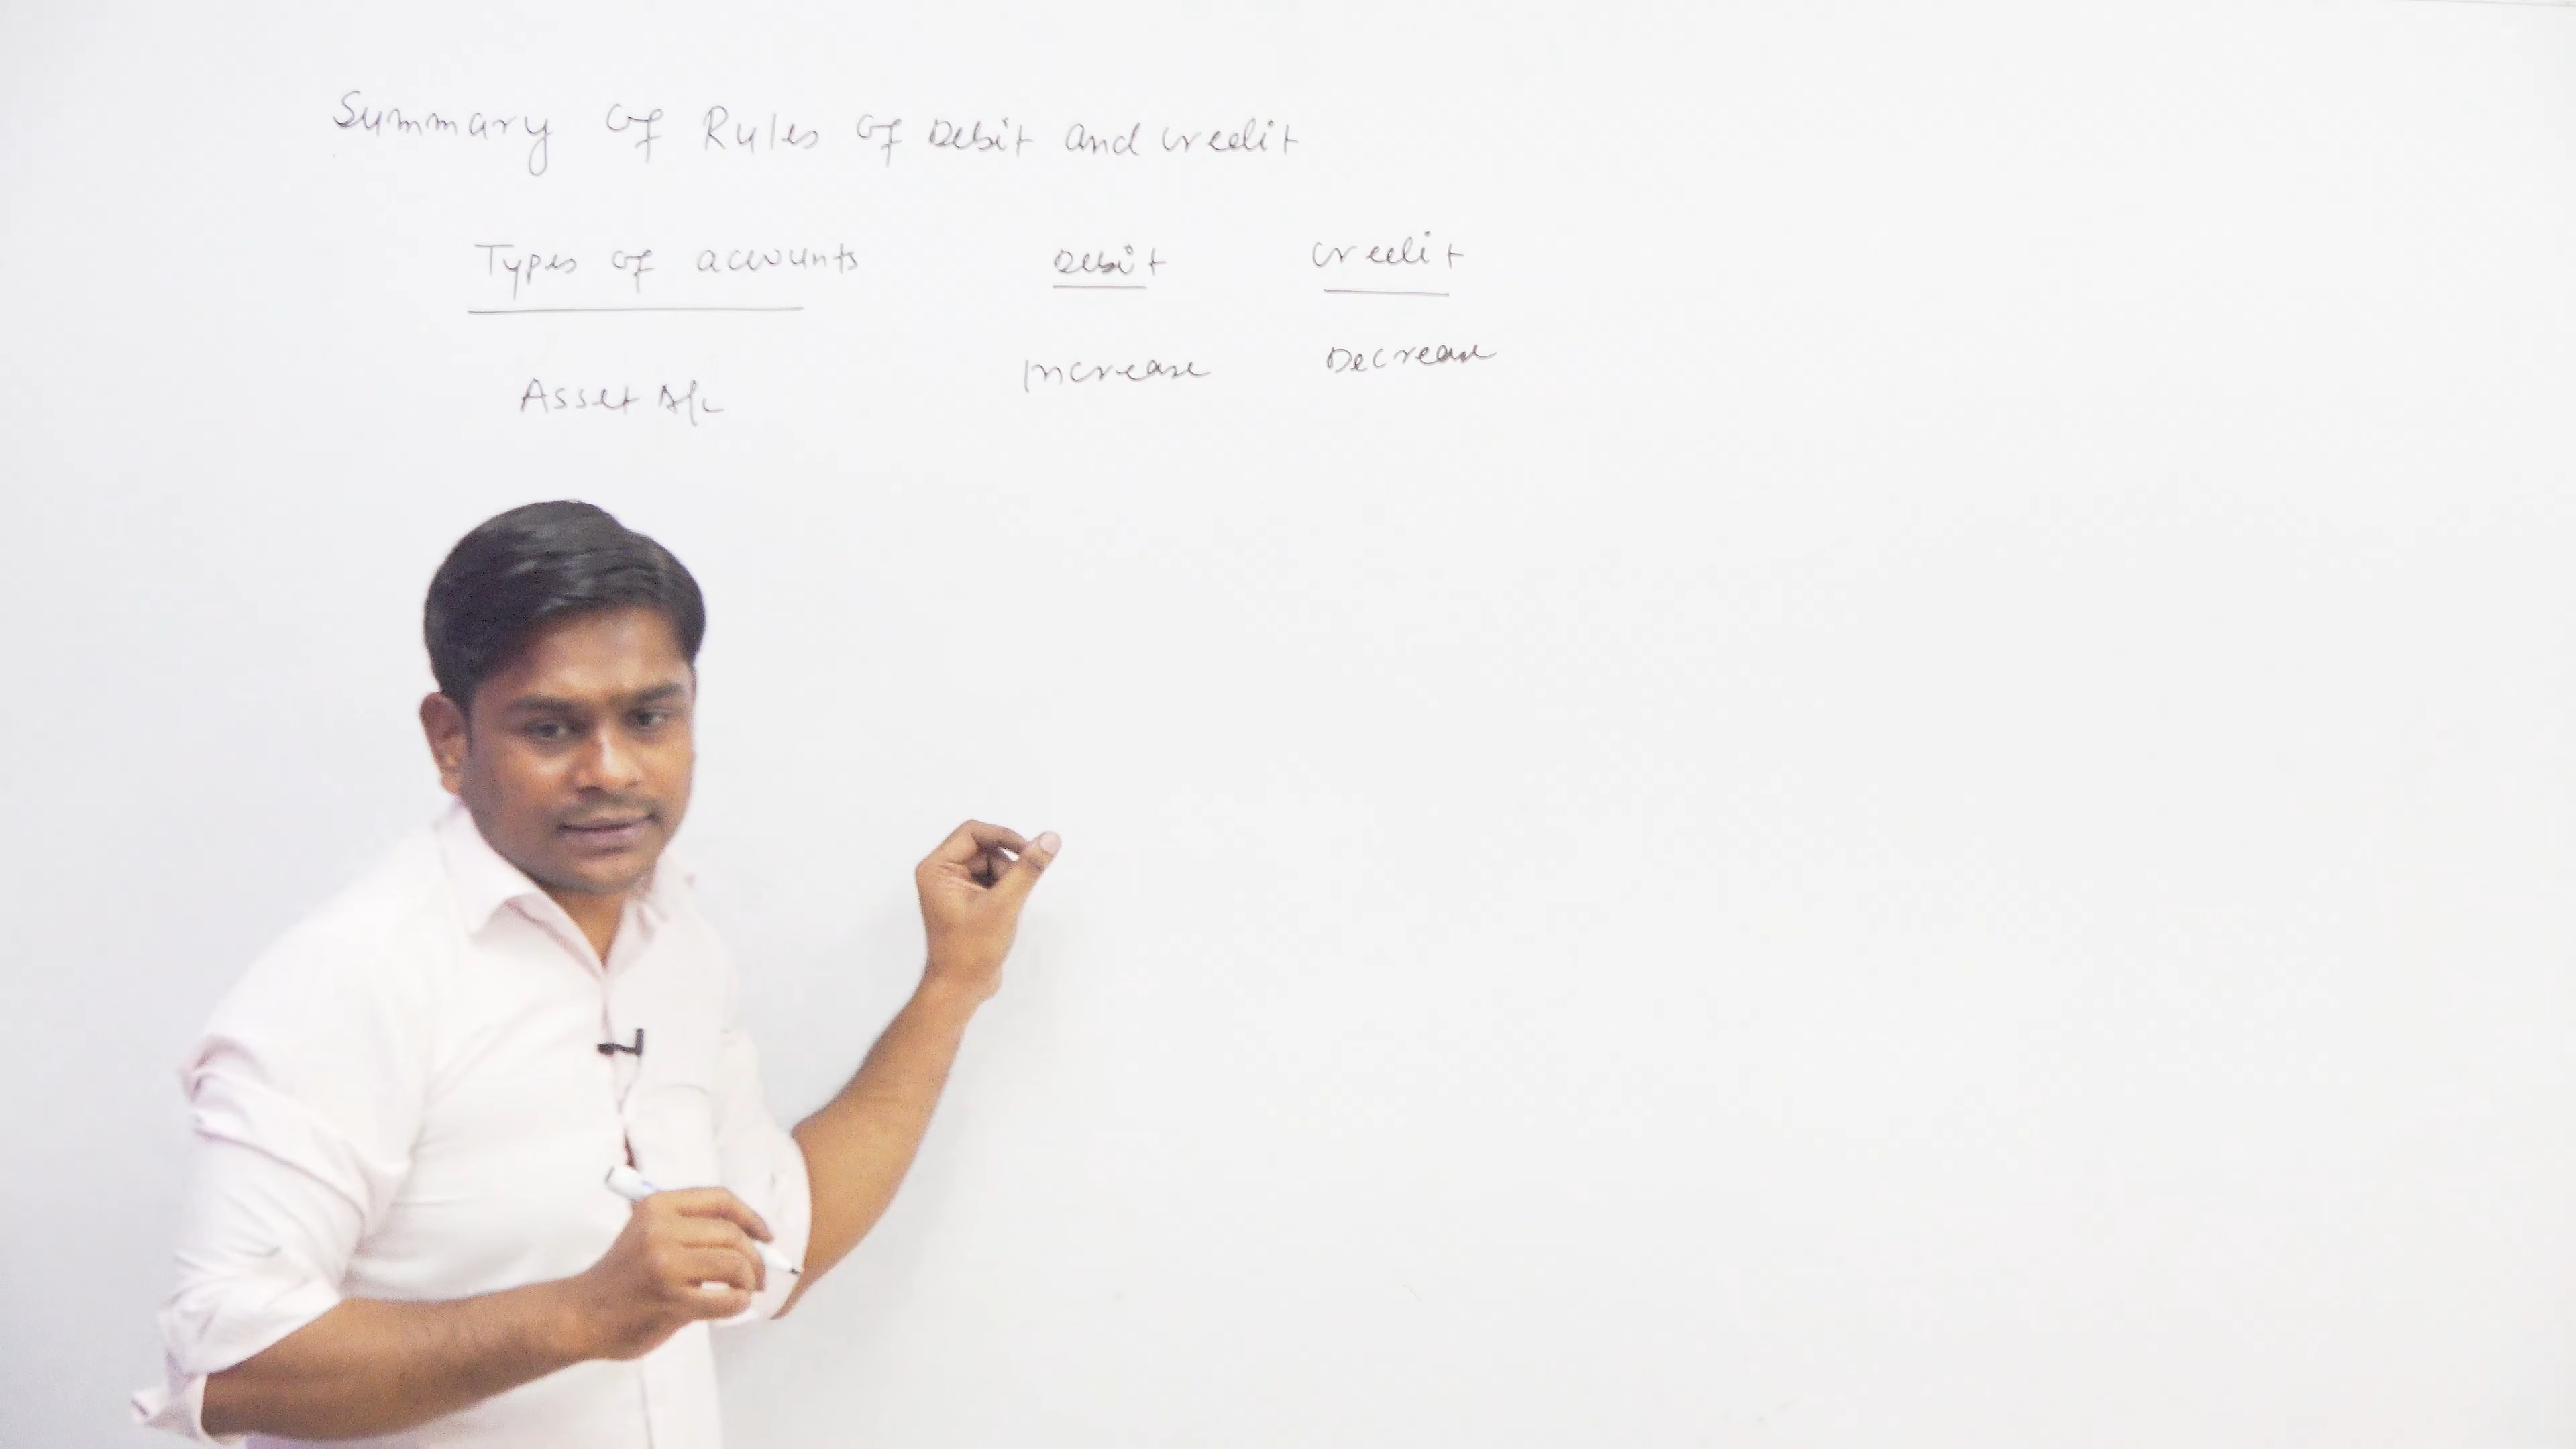 Summary of Rules of Debit and credit
Types of accounts Debit credit
Asset A/c Increase Decrease